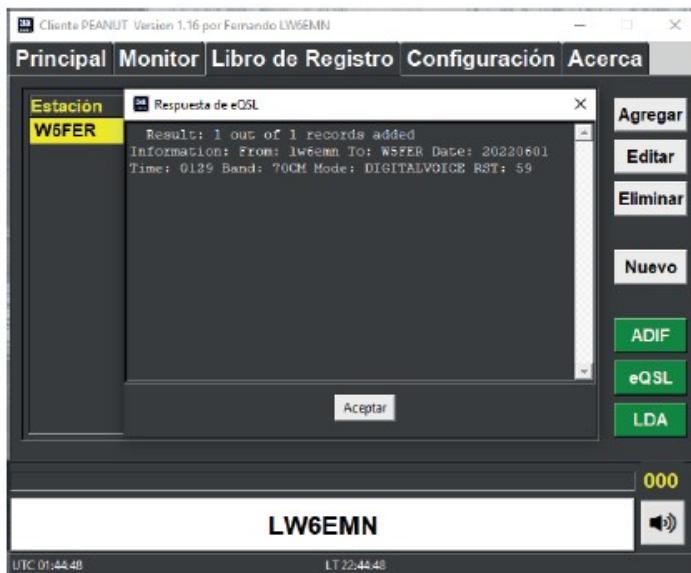 Cliente PEANUT Version 1.16 por Fernando LW6EMN
Principal Monitor Libro de Registro Configuración Acerca
Estación
W5FER
Respuesta de eQSL
Result: 1 out of 1 records added
Information: From: lw6emn To: W5FER Date: 20220601
Time: 0129 Band: 70CM Mode: DIGITALVOICE RST: 59
Aceptar
Agregar
Editar
Eliminar
Nuevo
ADIF
eQSL
LDA
000
LW6EMN
UTC 01:44:48 LT 22:44:48